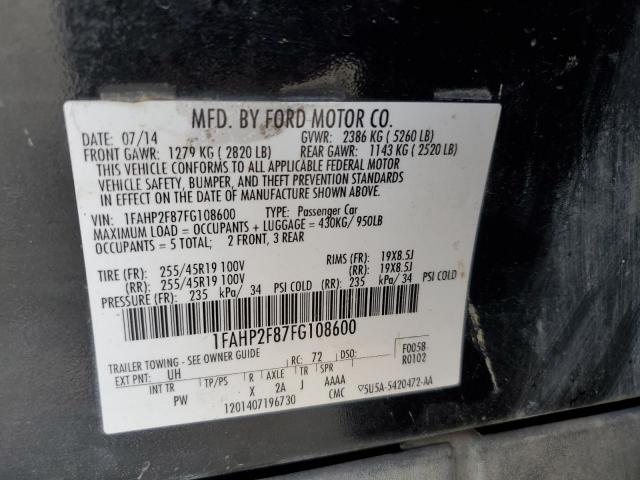 MFD. BY FORD MOTOR CO.
DATE: 07/14 GVWR: 2386 KG ( 5260 LB)
FRONT GAWR: 1279 KG ( 2820 LB) REAR GAWR: 1143 KG ( 2520 LB)
THIS VEHICLE CONFORMS TO ALL APPLICABLE FEDERAL MOTOR
VEHICLE SAFETY, BUMPER, AND THEFT PREVENTION STANDARDS
IN EFFECT ON THE DATE OF MANUFACTURE SHOWN ABOVE.
VIN: 1FAHP2F87FG108600 TYPE: Passenger Car
MAXIMUM LOAD = OCCUPANTS + LUGGAGE = 430KG/ 950LB
OCCUPANTS = 5 TOTAL; 2 FRONT, 3 REAR
TIRE (FR): 255/45R19 100V RIMS (FR): 19X8.5J
(RR): 255/45R19 100V (RR): 19X8.5J
PRESSURE (FR): 235 kPa/ 34 PSI COLD (RR): 235 kPa/ 34 PSI COLD
1FAHP2F87FG108600
TRAILER TOWING - SEE OWNER GUIDE RC: 72 DSO: F0058
EXT PNT: UH R0102
INT TR TP/PS R AXLE TR SPR
PW X 2A J AAAA
1201407196730 CMC ▽5U5A-5420472-AA